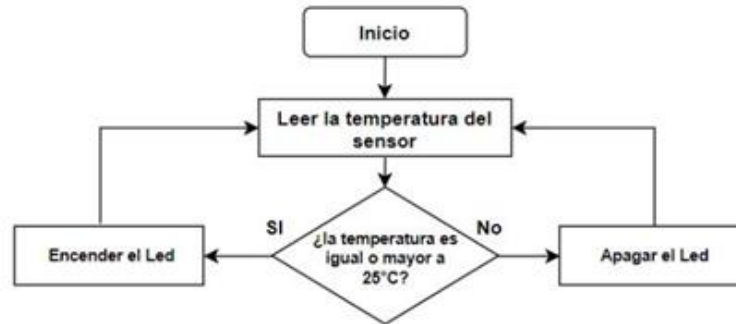 Inicio
Leer la temperatura del
sensor
SI
¿la temperatura es
igual o mayor a
25°C?
No
Encender el Led
Apagar el Led